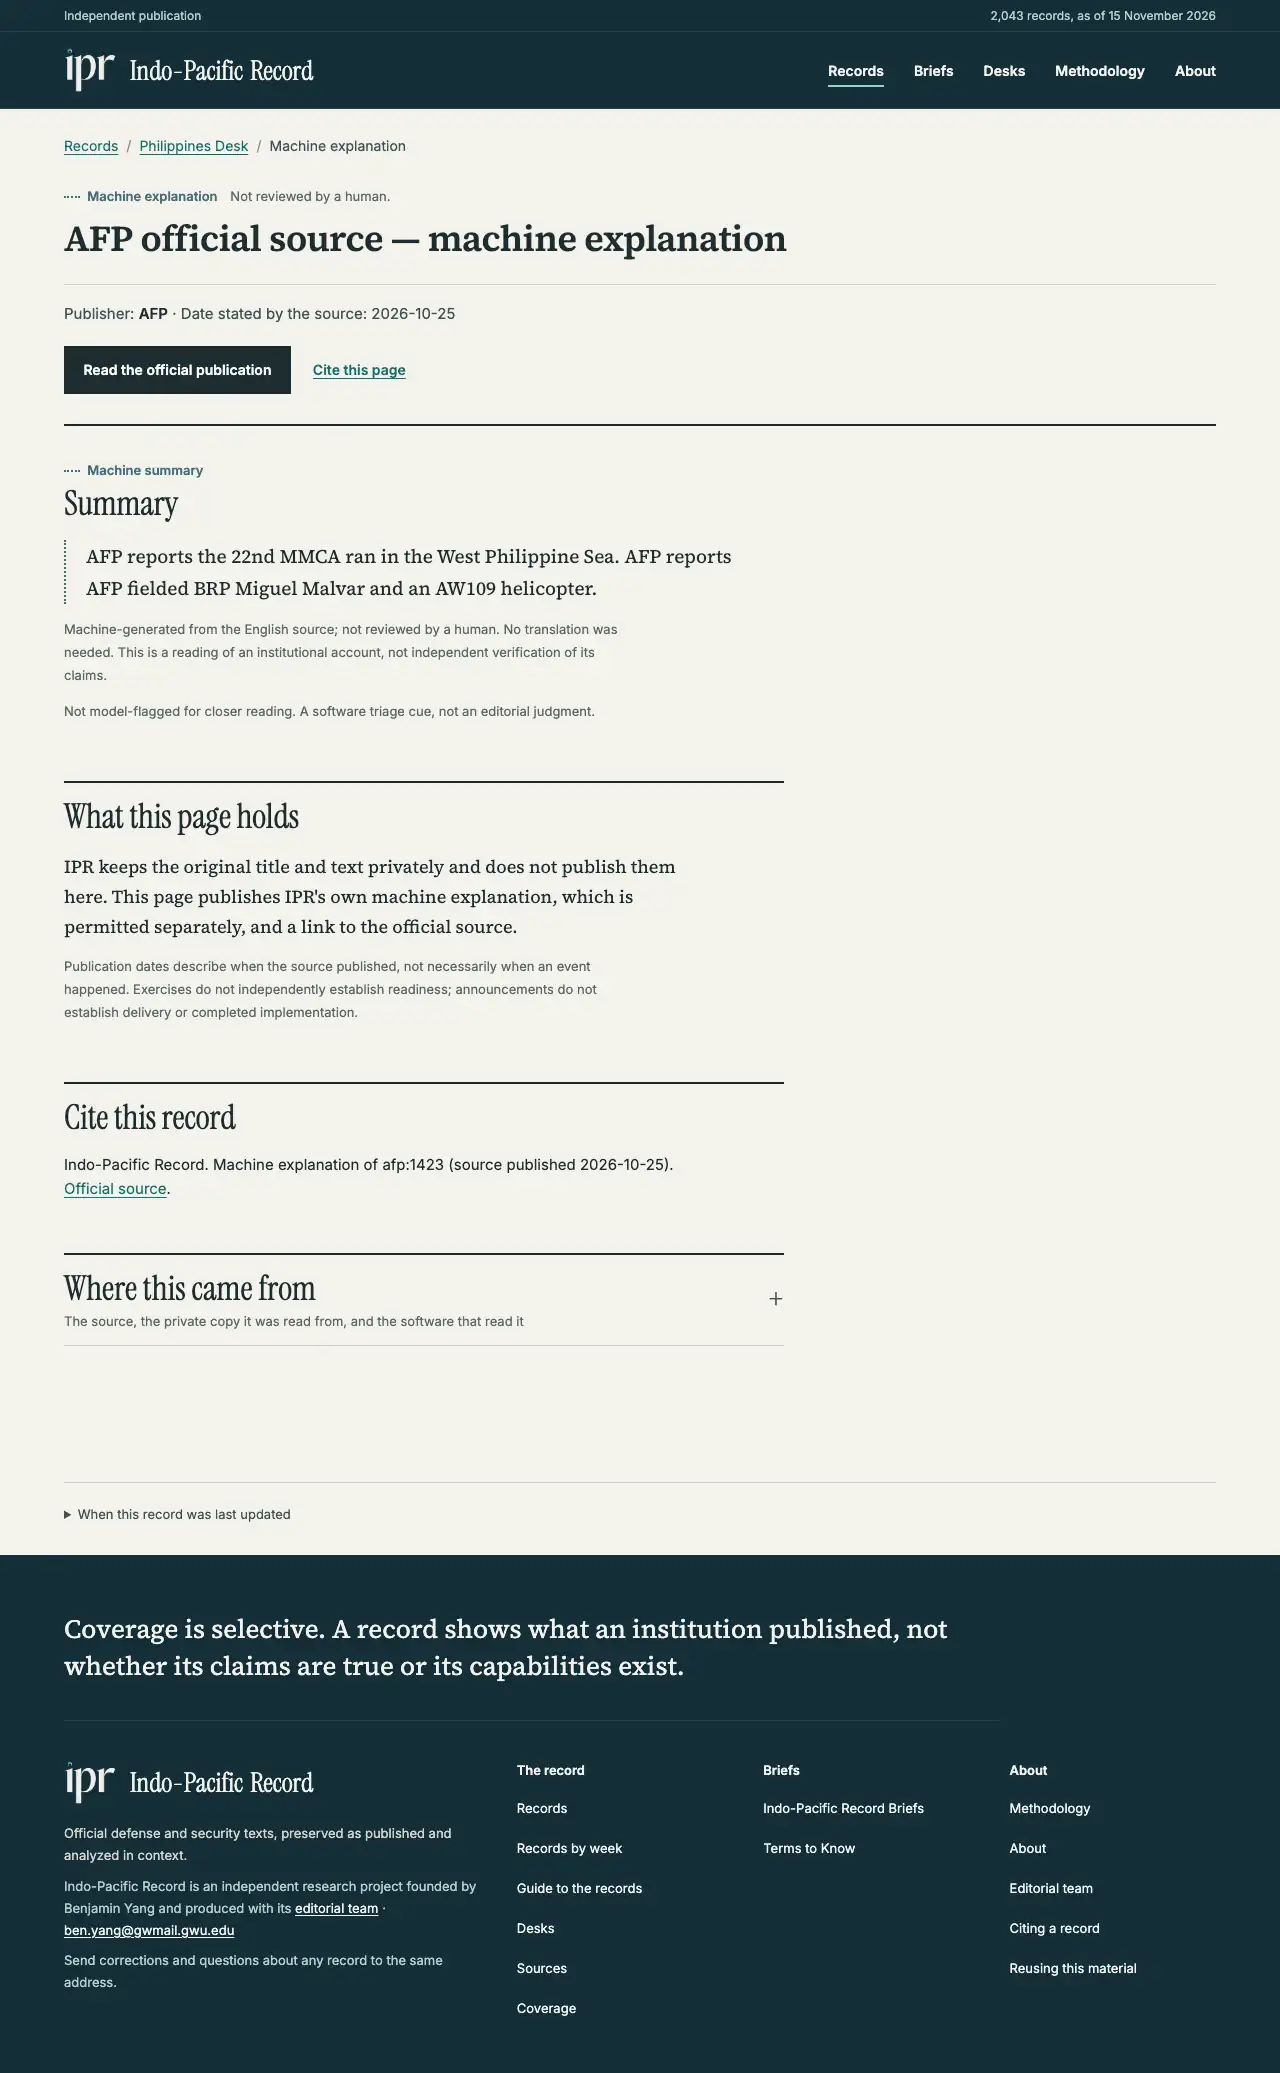 Independent publication
2,043 records, as of 15 November 2026
ipr Indo-Pacific Record
Records
Briefs
Desks
Methodology
About
Records / Philippines Desk / Machine explanation
Machine explanation Not reviewed by a human.
AFP official source — machine explanation
Publisher: AFP · Date stated by the source: 2026-10-25
Read the official publication
Cite this page
Machine summary
Summary
AFP reports the 22nd MMCA ran in the West Philippine Sea. AFP reports
AFP fielded BRP Miguel Malvar and an AW109 helicopter.
Machine-generated from the English source; not reviewed by a human. No translation was
needed. This is a reading of an institutional account, not independent verification of its
claims.
Not model-flagged for closer reading. A software triage cue, not an editorial judgment.
What this page holds
IPR keeps the original title and text privately and does not publish them
here. This page publishes IPR's own machine explanation, which is
permitted separately, and a link to the official source.
Publication dates describe when the source published, not necessarily when an event
happened. Exercises do not independently establish readiness; announcements do not
establish delivery or completed implementation.
Cite this record
Indo-Pacific Record. Machine explanation of afp:1423 (source published 2026-10-25).
Official source.
Where this came from
The source, the private copy it was read from, and the software that read it
When this record was last updated
Coverage is selective. A record shows what an institution published, not
whether its claims are true or its capabilities exist.
ipr Indo-Pacific Record
Official defense and security texts, preserved as published and
analyzed in context.
Indo-Pacific Record is an independent research project founded by
Benjamin Yang and produced with its editorial team ·
ben.yang@gwmail.gwu.edu
Send corrections and questions about any record to the same
address.
The record
Records
Records by week
Guide to the records
Desks
Sources
Coverage
Briefs
Indo-Pacific Record Briefs
Terms to Know
About
Methodology
About
Editorial team
Citing a record
Reusing this material